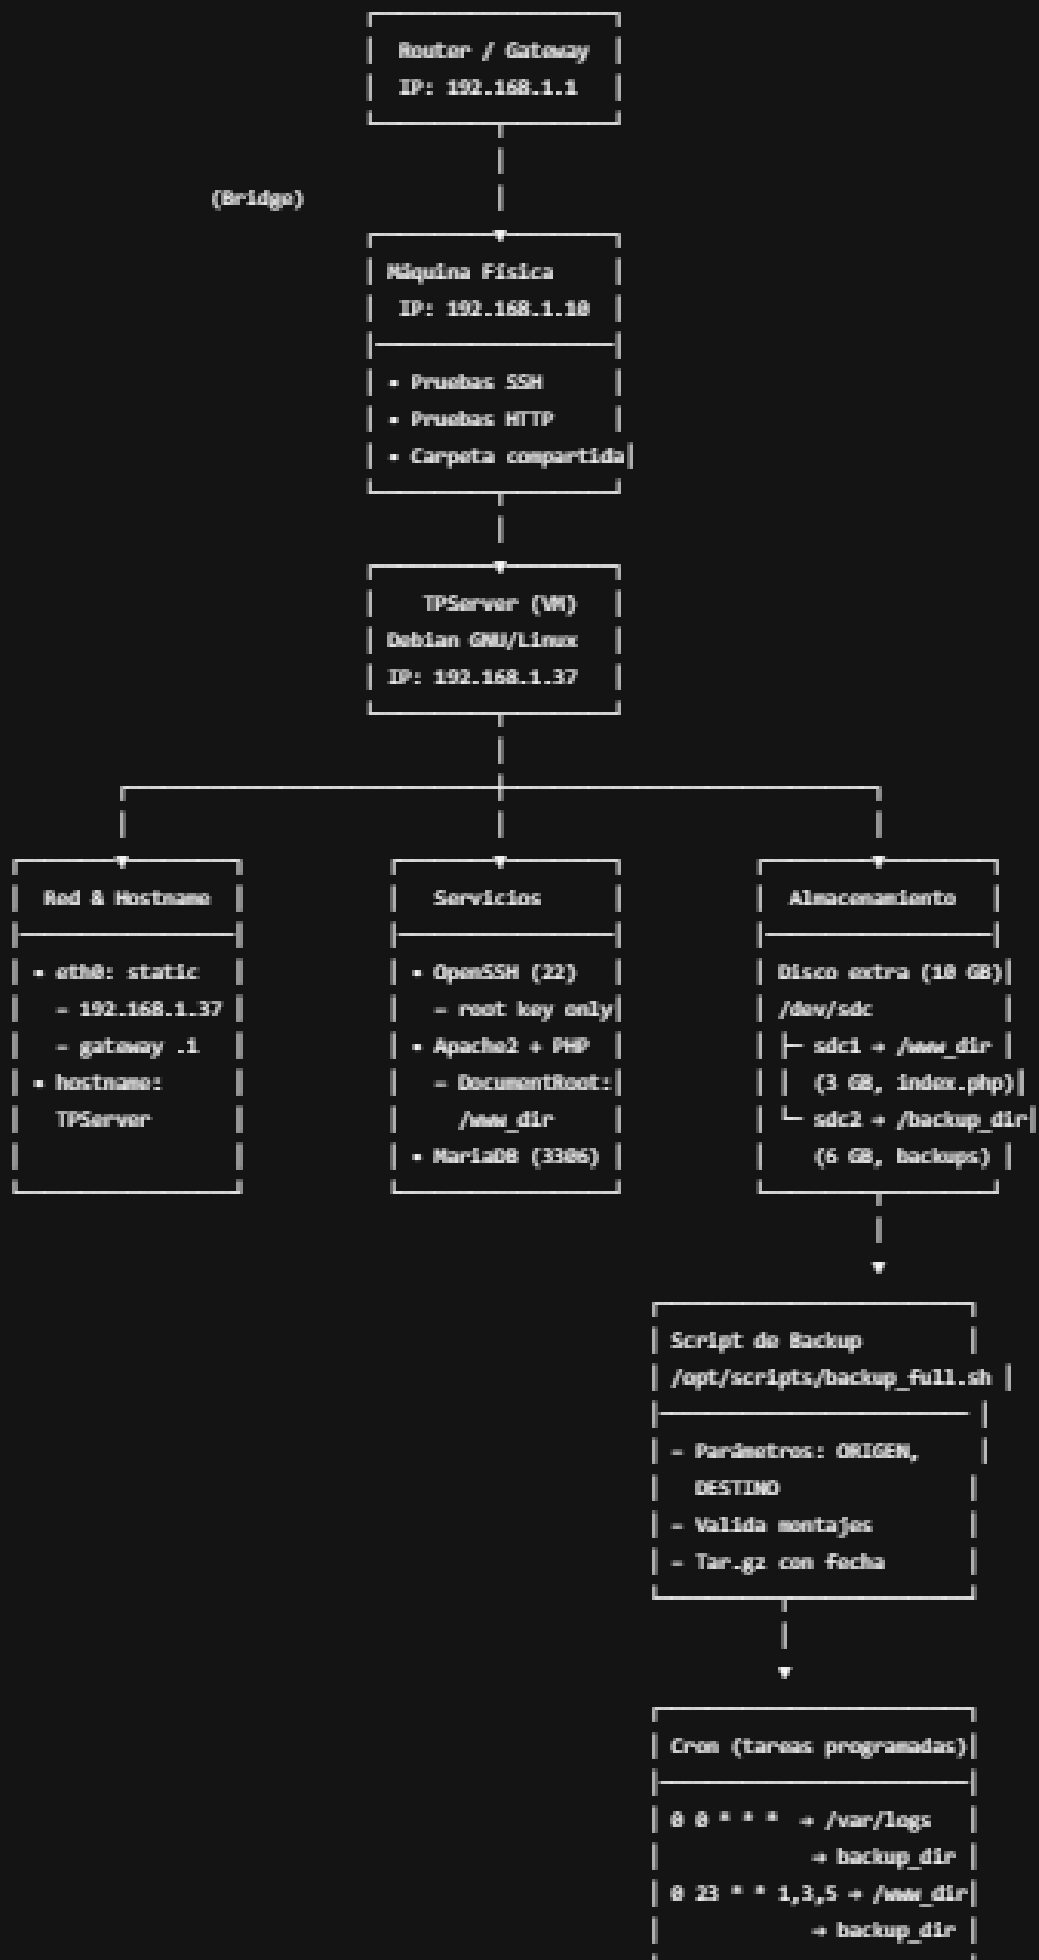 Router / Gateway
IP: 192.168.1.1
(Bridge)
Máquina Física
IP: 192.168.1.10
• Pruebas SSH
• Pruebas HTTP
• Carpeta compartida
TPServer (VM)
Debian GNU/Linux
IP: 192.168.1.37
Red & Hostname
• eth0: static
– 192.168.1.37
– gateway .1
• hostname:
TPServer
Servicios
• OpenSSH (22)
– root key only
• Apache2 + PHP
– DocumentRoot:
/www_dir
• MariaDB (3306)
Almacenamiento
Disco extra (10 GB)
/dev/sdc
├─ sdc1 → /www_dir
│ (3 GB, index.php)
└─ sdc2 → /backup_dir
(6 GB, backups)
Script de Backup
/opt/scripts/backup_full.sh
– Parámetros: ORIGEN,
DESTINO
– Valida montajes
– Tar.gz con fecha
Cron (tareas programadas)
0 0 * * * → /var/logs
→ backup_dir
0 23 * * 1,3,5 → /www_dir
→ backup_dir